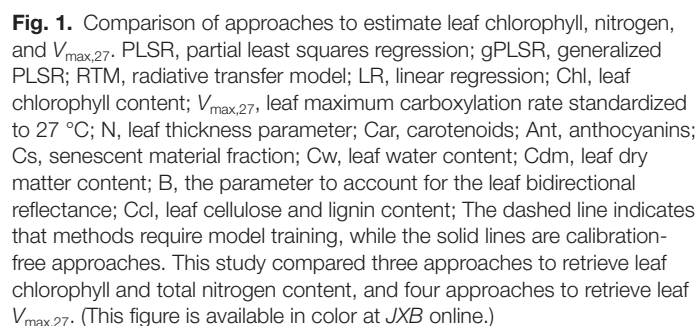 Fig. 1. Comparison of approaches to estimate leaf chlorophyll, nitrogen,
and Vmax,27. PLSR, partial least squares regression; gPLSR, generalized
PLSR; RTM, radiative transfer model; LR, linear regression; Chl, leaf
chlorophyll content; Vmax,27, leaf maximum carboxylation rate standardized
to 27 °C; N, leaf thickness parameter; Car, carotenoids; Ant, anthocyanins;
Cs, senescent material fraction; Cw, leaf water content; Cdm, leaf dry
matter content; B, the parameter to account for the leaf bidirectional
reflectance; Ccl, leaf cellulose and lignin content; The dashed line indicates
that methods require model training, while the solid lines are calibration-
free approaches. This study compared three approaches to retrieve leaf
chlorophyll and total nitrogen content, and four approaches to retrieve leaf
Vmax,27. (This figure is available in color at JXB online.)